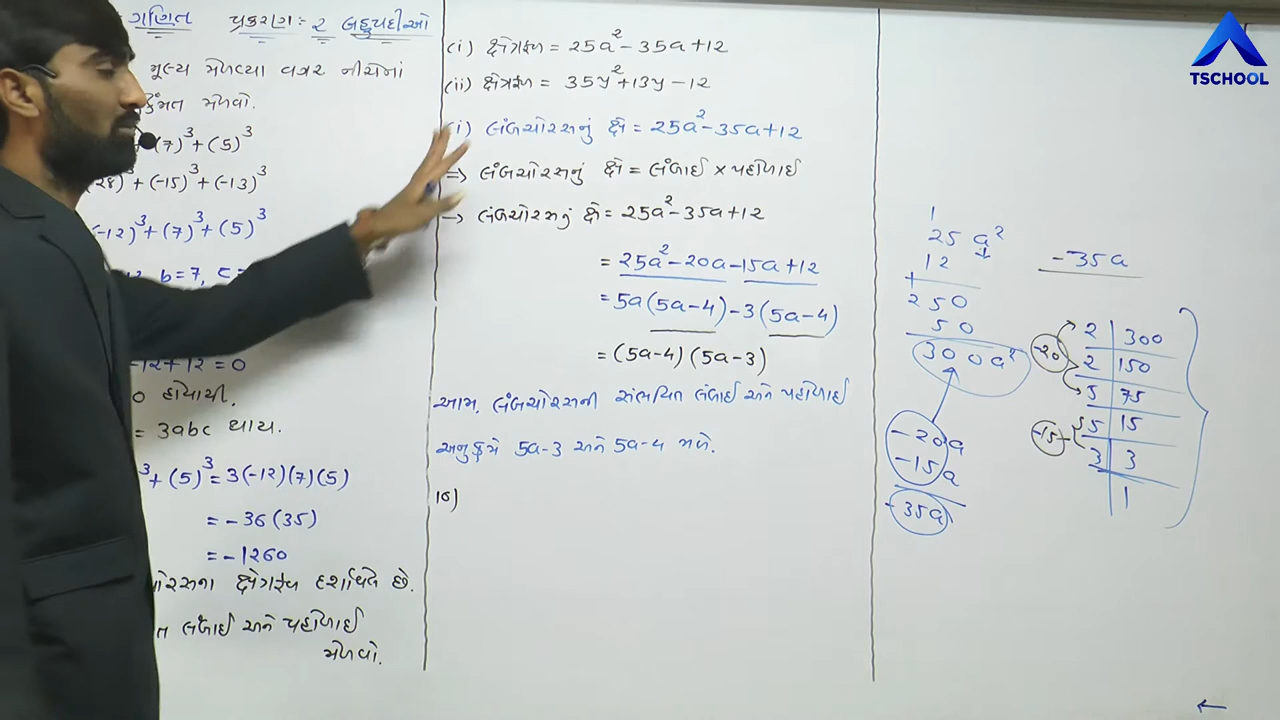 ગણિત પ્રકરણ:- ૨ બહુપદીઓ
મૂલ્ય મેળવ્યા વગર નીચેનાં
કિંમત મેળવો.
(7)³+(5)³
(28)³+(-15)³+(-13)³
(-12)³+(7)³+(5)³
b=7,
-12+12=0
0 હોવાથી.
=3abc થાય.
³+(5)³=3(-12)(7)(5)
=-36(35)
=-1260
ક્ષેત્રફળ દર્શાવેલ છે.
લંબાઈ અને પહોળાઈ
મેળવો.
(i) ક્ષેત્રફળ = 25a²-35a+12
(ii) ક્ષેત્રફળ = 35y²+13y-12
(i) લંબચોરસનું ક્ષે = 25a²-35a+12
⇒ લંબચોરસનું ક્ષે = લંબાઈ × પહોળાઈ
→ લંબચોરસનું ક્ષે = 25a²-35a+12
= 25a²-20a-15a+12
= 5a(5a-4)-3(5a-4)
= (5a-4)(5a-3)
આમ, લંબચોરસની સંભવિત લંબાઈ અને પહોળાઈ
અનુક્રમે 5a-3 અને 5a-4 મળે.
1
25 a²
12
+
250
50
300a²
-20a
-15a
-35a
-35a
2 | 300
2 | 150
5 | 75
5 | 15
3 | 3
1
-20
-15
←
TSCHOOL